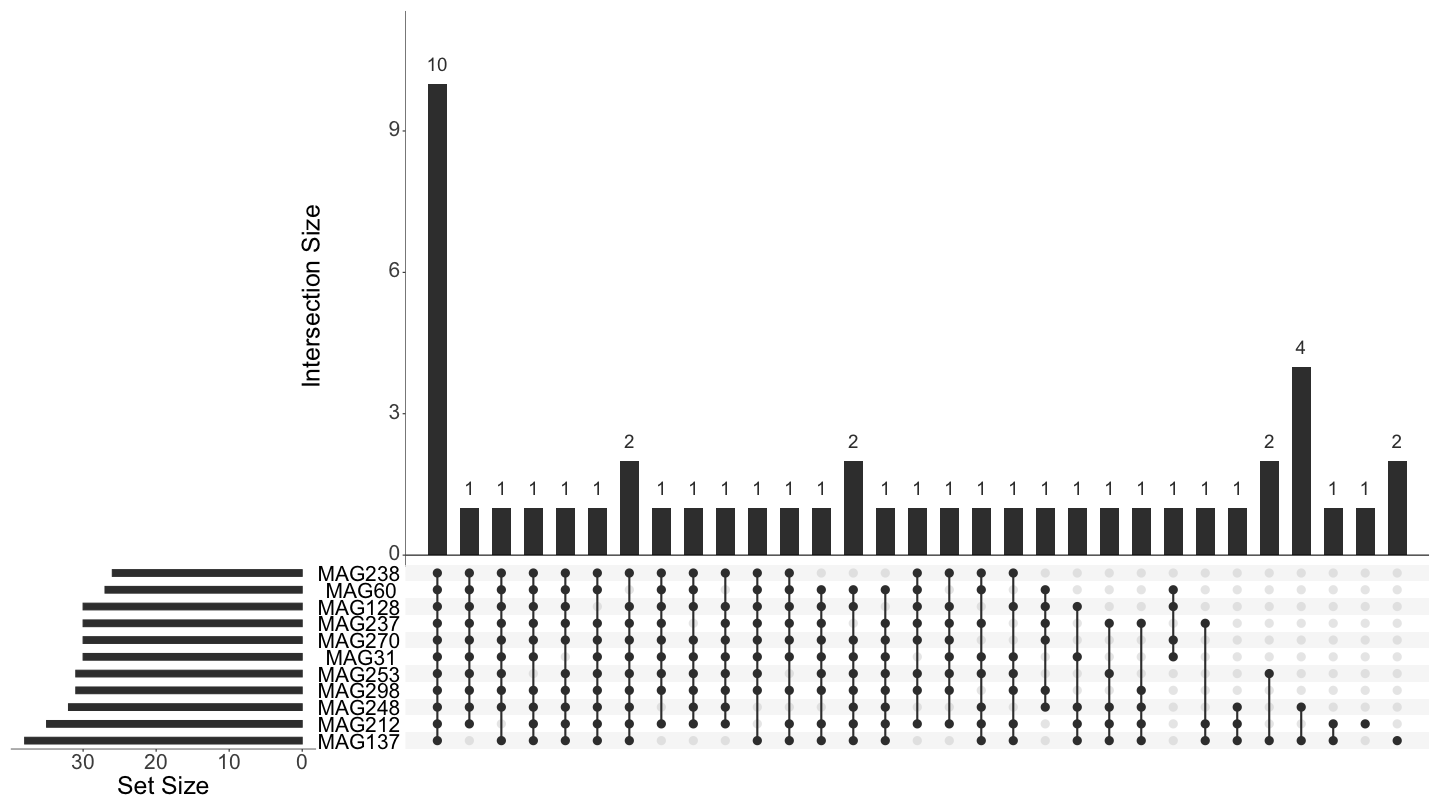 10
9
6
Intersection Size
4
3
2 2 2 2
1 1 1 1 1 1 1 1 1 1 1 1 1 1 1 1 1 1 1 1 1 1 1 1 1
0
MAG238
MAG60
MAG128
MAG237
MAG270
MAG31
MAG253
MAG298
MAG248
MAG212
MAG137
30 20 10 0
Set Size